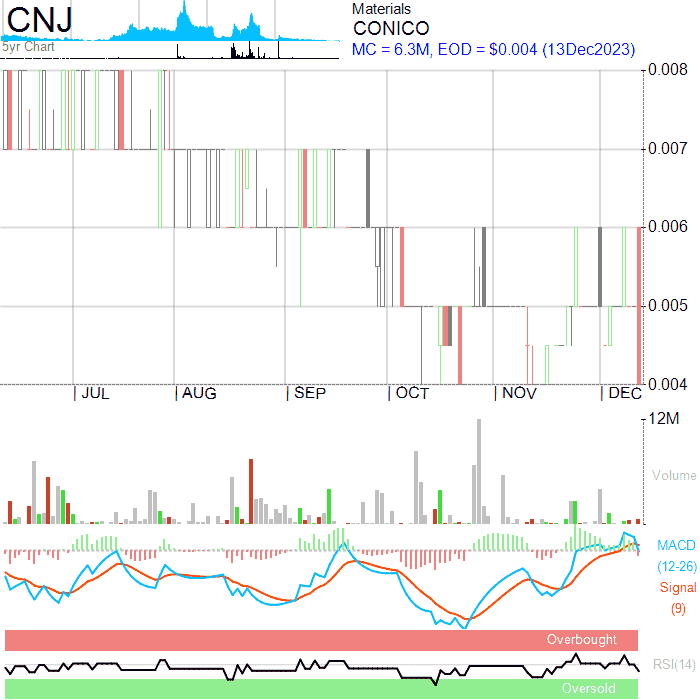 CNJ
5yr Chart
Materials
CONICO
MC = 6.3M, EOD = $0.004 (13Dec2023)
0.008
0.007
0.006
0.005
0.004
JUL AUG SEP OCT NOV DEC
12M
Volume
MACD
(12-26)
Signal
(9)
Overbought
RSI(14)
Oversold